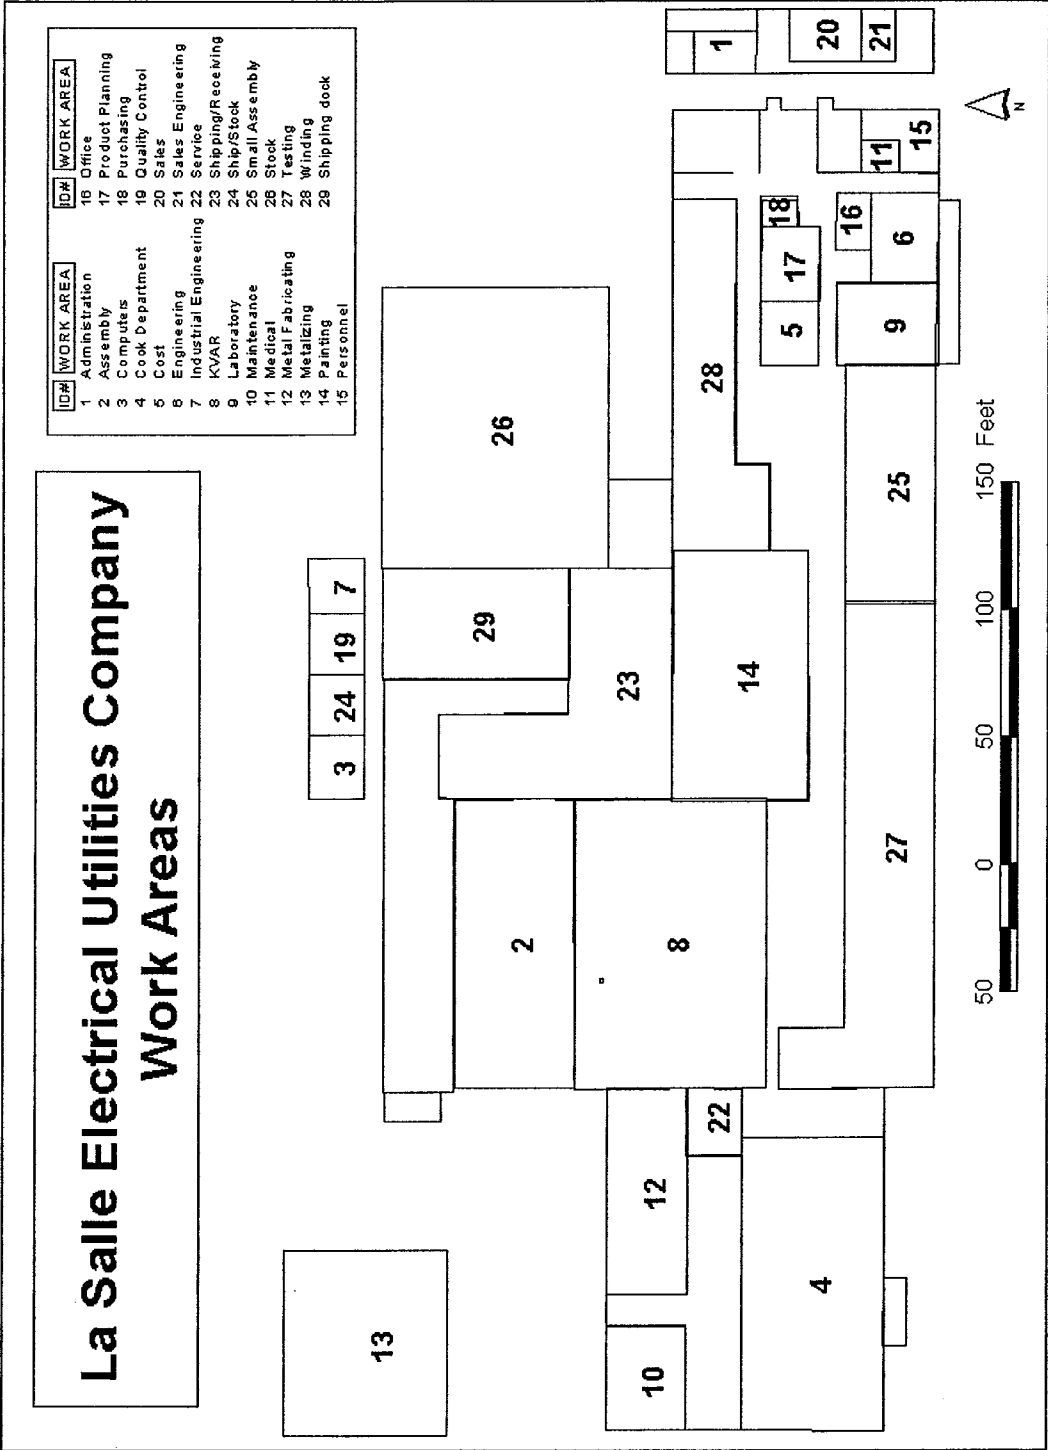 La Salle Electrical Utilities Company
Work Areas
ID# WORK AREA
1 Administration
2 Assembly
3 Computers
4 Cook Department
5 Cost
6 Engineering
7 Industrial Engineering
8 KVAR
9 Laboratory
10 Maintenance
11 Medical
12 Metal Fabricating
13 Metalizing
14 Painting
15 Personnel
ID# WORK AREA
16 Office
17 Product Planning
18 Purchasing
19 Quality Control
20 Sales
21 Sales Engineering
22 Service
23 Shipping/Receiving
24 Ship/Stock
25 Small Assembly
26 Stock
27 Testing
28 Winding
29 Shipping dock
3 24 19 7
13
29
26
2
23
10
12
8
14
28
22
1
4
5
17
18
20
27
25
9
16
6
11
21
15
50 0 50 100 150 Feet
N